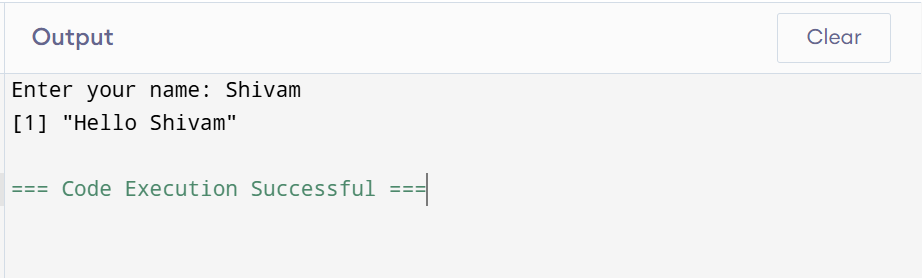 Output
Clear
Enter your name: Shivam
[1] "Hello Shivam"
=== Code Execution Successful ===